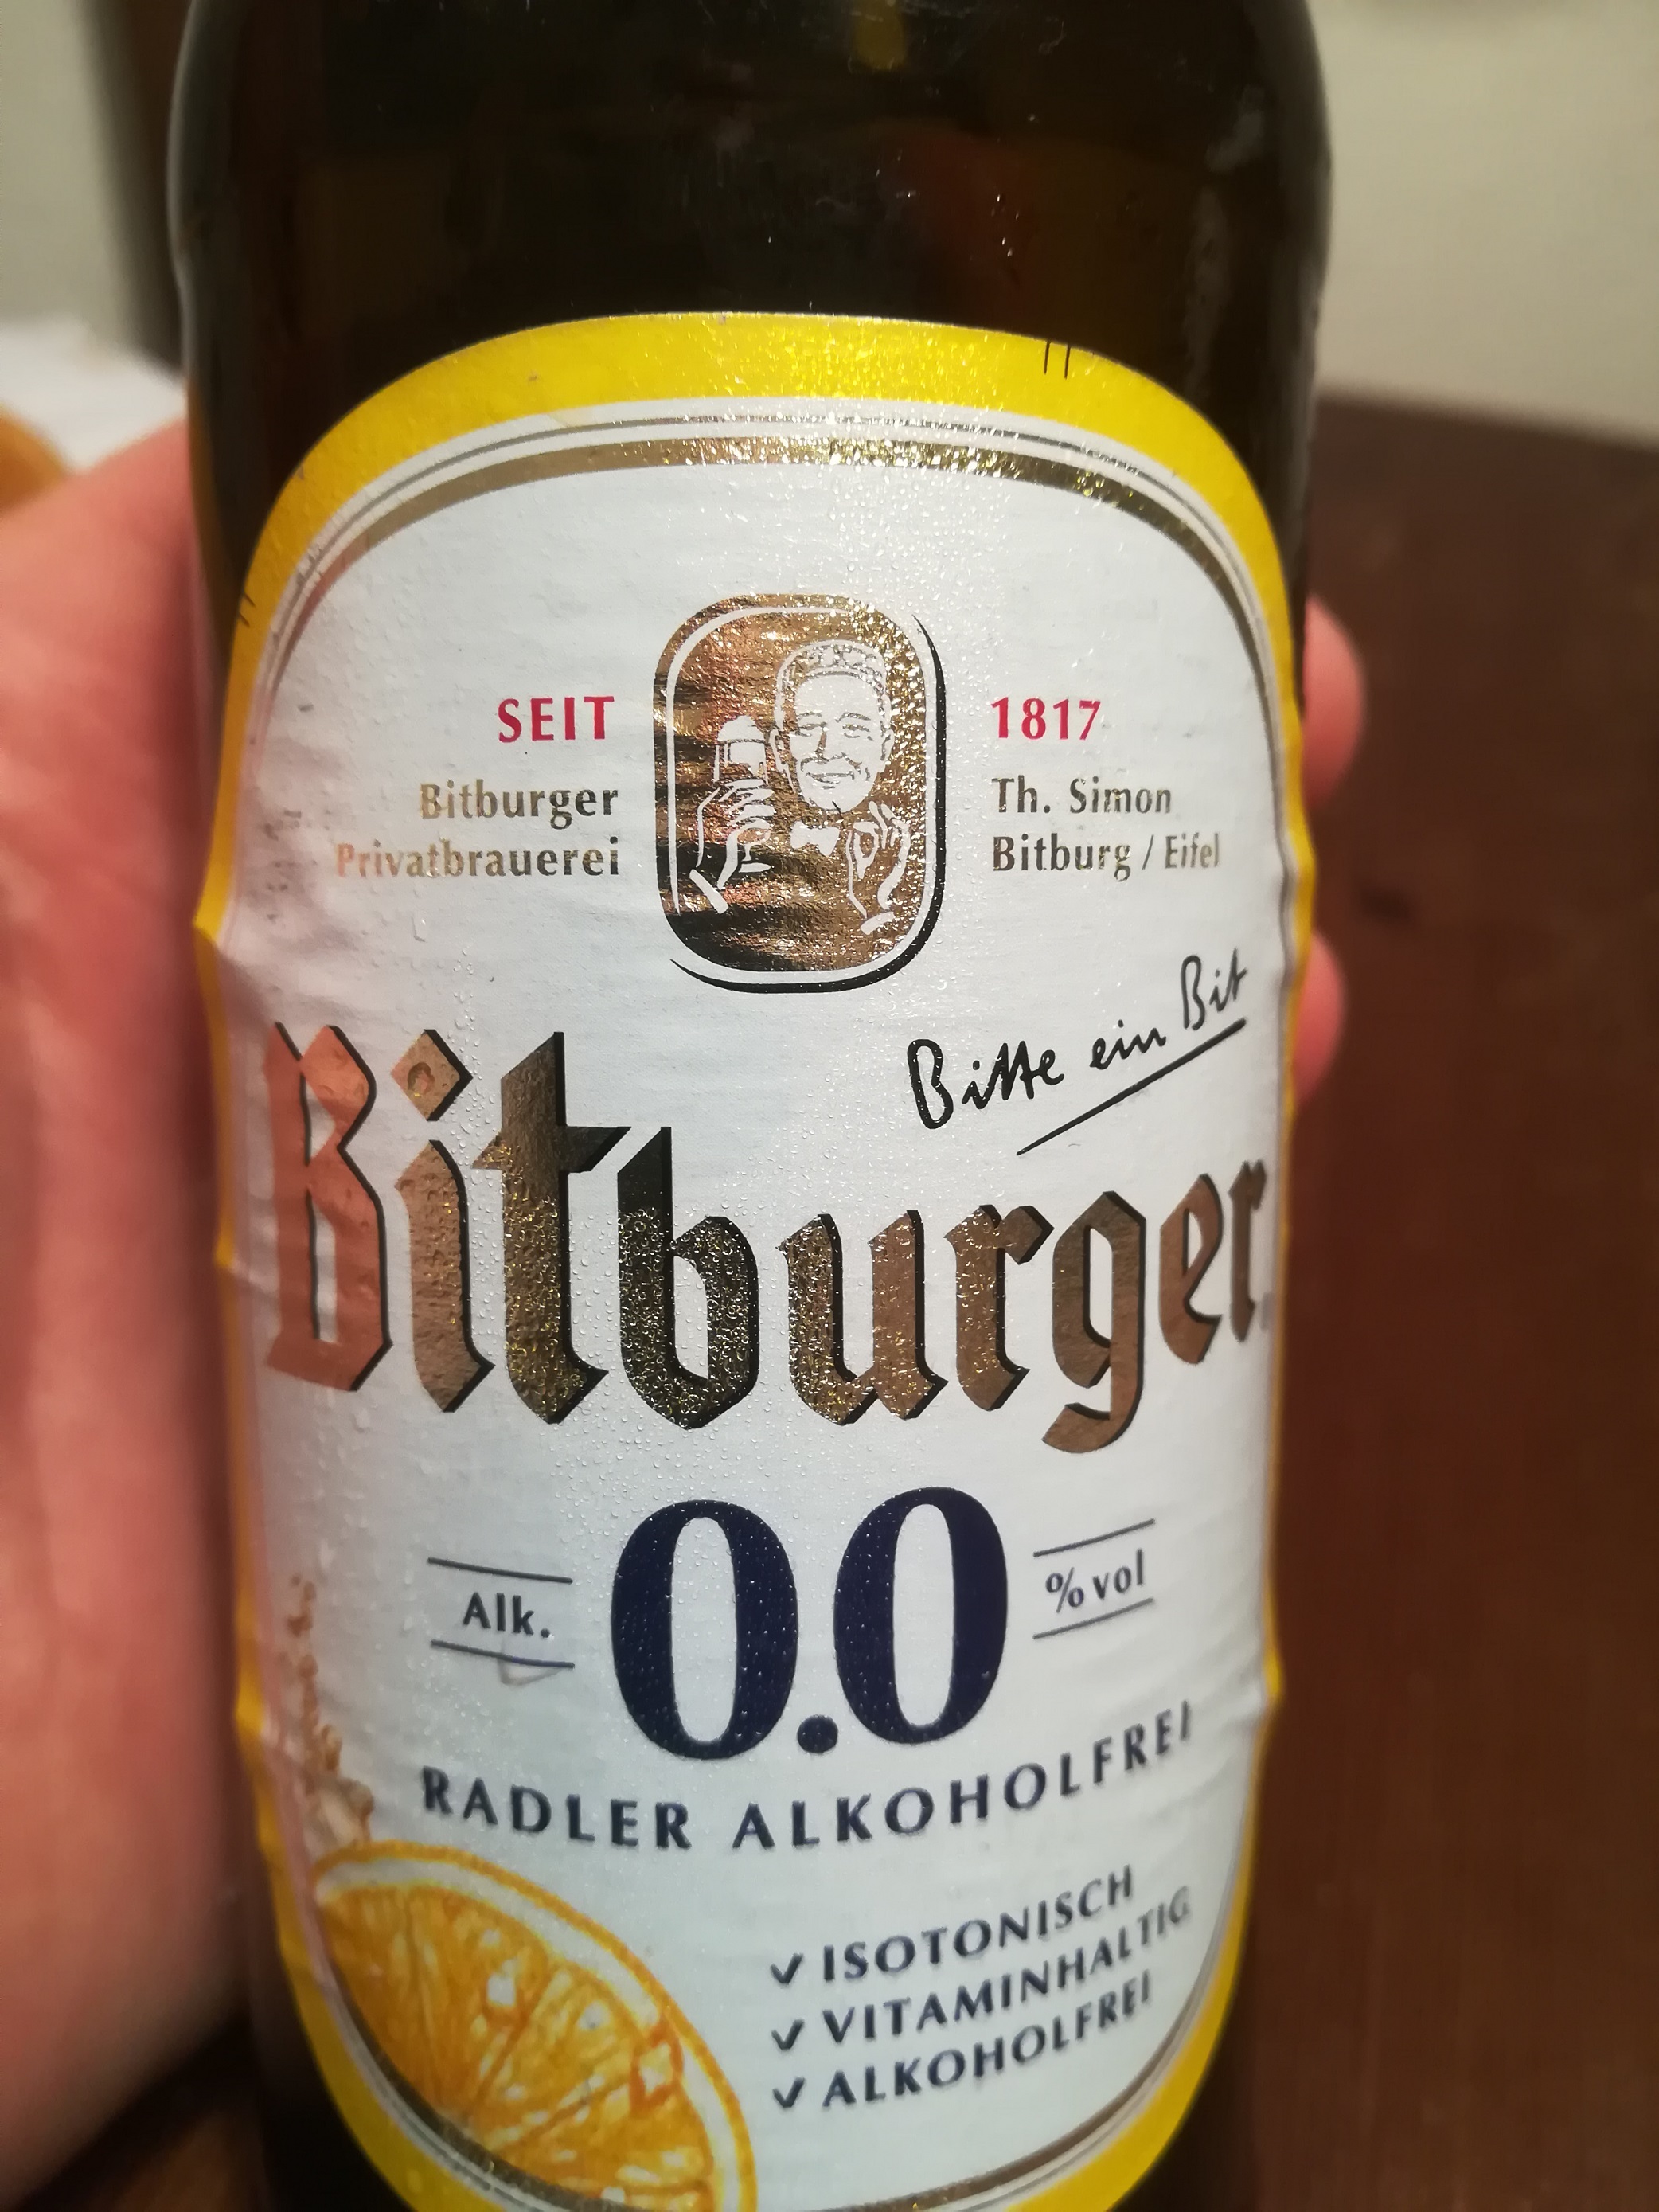 SEIT 1817
Bitburger Th. Simon
Privatbrauerei Bitburg / Eifel
Bitte ein Bit
Bitburger
Alk. 0.0 % vol
RADLER ALKOHOLFREI
✓ ISOTONISCH
✓ VITAMINHALTIG
✓ ALKOHOLFREI